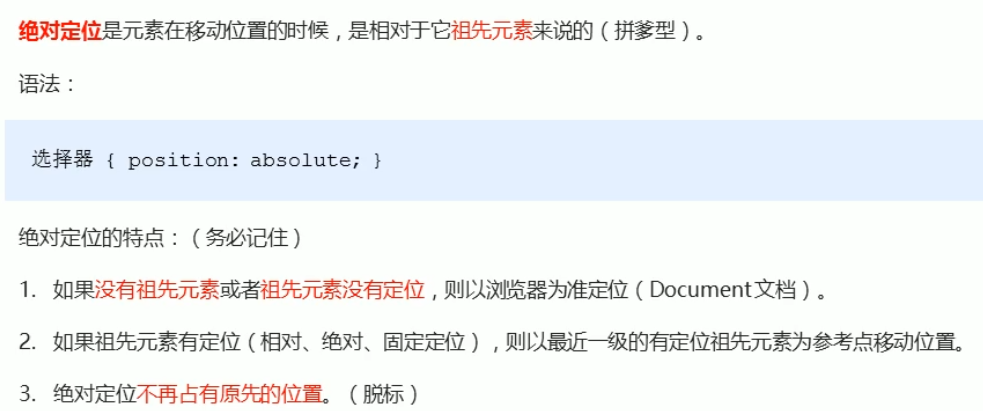 绝对定位是元素在移动位置的时候，是相对于它祖先元素来说的（拼爹型）。
语法：
选择器 { position: absolute; }
绝对定位的特点：（务必记住）
1. 如果没有祖先元素或者祖先元素没有定位，则以浏览器为准定位（Document文档）。
2. 如果祖先元素有定位（相对、绝对、固定定位），则以最近一级的有定位祖先元素为参考点移动位置。
3. 绝对定位不再占有原先的位置。（脱标）